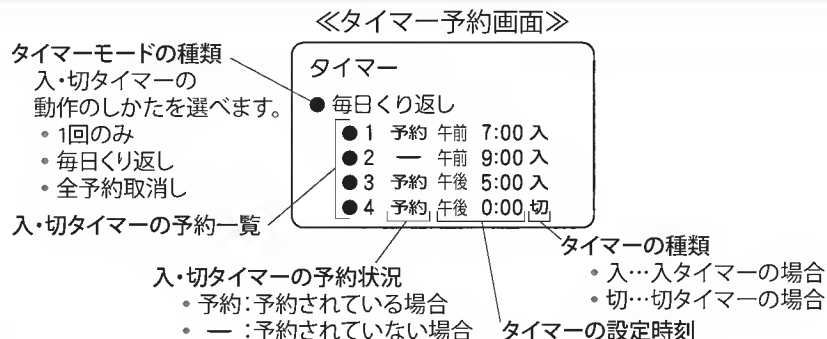 ≪タイマー予約画面≫
タイマーモードの種類
入・切タイマーの
動作のしかたを選べます。
• 1回のみ
• 毎日くり返し
• 全予約取消し
入・切タイマーの予約一覧
タイマー
● 毎日くり返し
● 1 予約 午前 7:00 入
● 2 ー 午前 9:00 入
● 3 予約 午後 5:00 入
● 4 予約 午後 0:00 切
タイマーの種類
• 入…入タイマーの場合
• 切…切タイマーの場合
入・切タイマーの予約状況
• 予約：予約されている場合
• ー ：予約されていない場合
タイマーの設定時刻